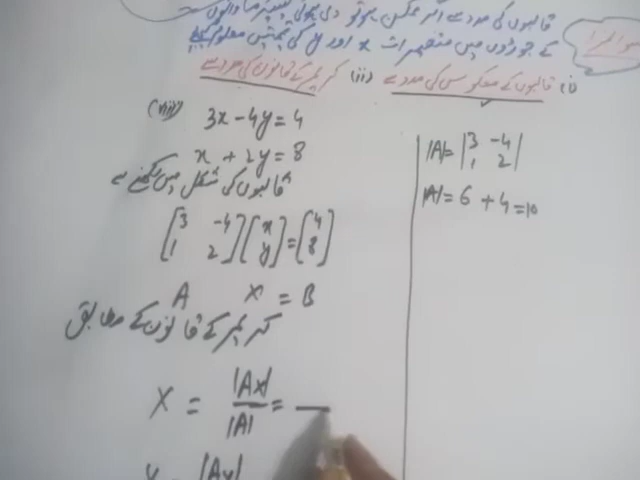 قالبوں کی مدد سے اگر ممکن ہو تو دی ہوئی
کے جوڑوں میں متغیرات x اور y کی قیمتیں معلوم کیجیے
(i) قالبوں کے معکوس کی مدد سے (ii) کریمر کے قانون کی مدد سے
(viii) 3x - 4y = 4
x + 2y = 8
قالبوں کی شکل میں لکھنے سے
[3 -4; 1 2] [x; y] = [4; 8]
A X = B
کریمر کے قانون کے مطابق
X = |Ax| / |A| =
y = |Ay|
|A| = |3 -4; 1 2|
|A| = 6 + 4 = 10